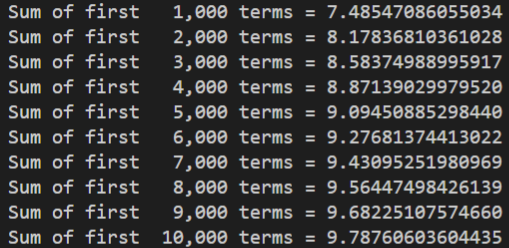 Sum of first   1,000 terms = 7.48547086055034
Sum of first   2,000 terms = 8.17836810361028
Sum of first   3,000 terms = 8.58374988995917
Sum of first   4,000 terms = 8.87139029979520
Sum of first   5,000 terms = 9.09450885298440
Sum of first   6,000 terms = 9.27681374413022
Sum of first   7,000 terms = 9.43095251980969
Sum of first   8,000 terms = 9.56447498426139
Sum of first   9,000 terms = 9.68225107574660
Sum of first  10,000 terms = 9.78760603604435